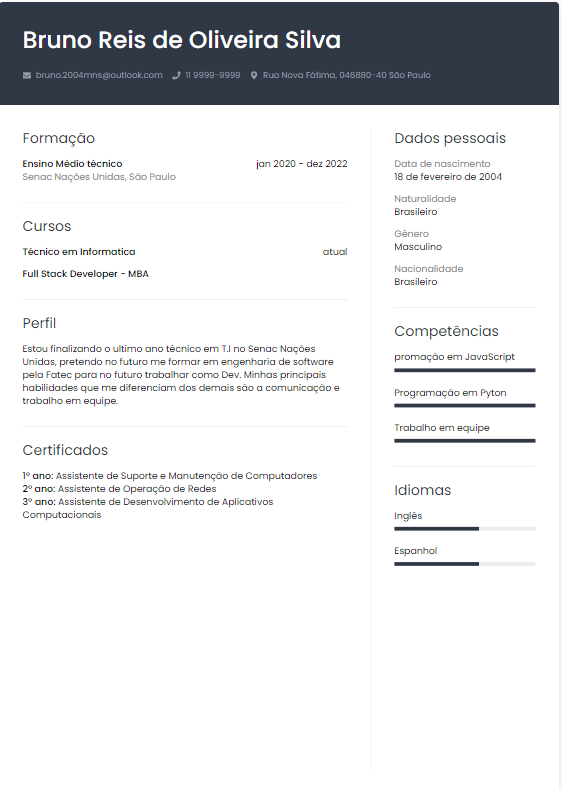 Bruno Reis de Oliveira Silva
bruno.2004mns@outlook.com 11 9999-9999 Rua Nova Fátima, 046880-40 São Paulo
Formação
Ensino Médio técnico jan 2020 - dez 2022
Senac Nações Unidas, São Paulo
Cursos
Técnico em Informatica atual
Full Stack Developer - MBA
Perfil
Estou finalizando o ultimo ano técnico em T.I no Senac Nações
Unidas, pretendo no futuro me formar em engenharia de software
pela Fatec para no futuro trabalhar como Dev. Minhas principais
habilidades que me diferenciam dos demais são a comunicação e
trabalho em equipe.
Certificados
1º ano: Assistente de Suporte e Manutenção de Computadores
2º ano: Assistente de Operação de Redes
3º ano: Assistente de Desenvolvimento de Aplicativos
Computacionais
Dados pessoais
Data de nascimento
18 de fevereiro de 2004
Naturalidade
Brasileiro
Gênero
Masculino
Nacionalidade
Brasileiro
Competências
promação em JavaScript
Programação em Pyton
Trabalho em equipe
Idiomas
Inglês
Espanhol